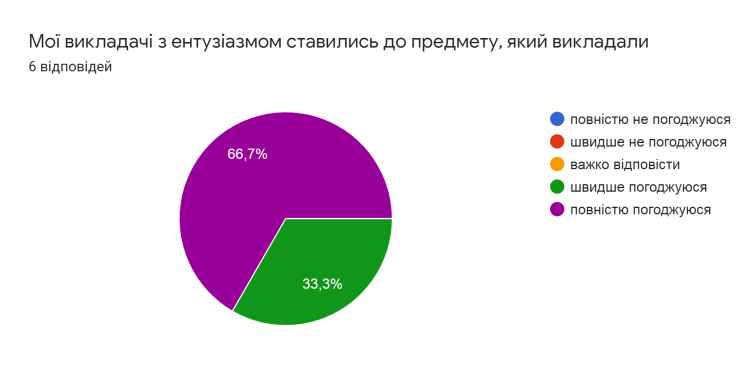 Мої викладачі з ентузіазмом ставились до предмету, який викладали
6 відповідей
66,7%
33,3%
повністю не погоджуюся
швидше не погоджуюся
важко відповісти
швидше погоджуюся
повністю погоджуюся